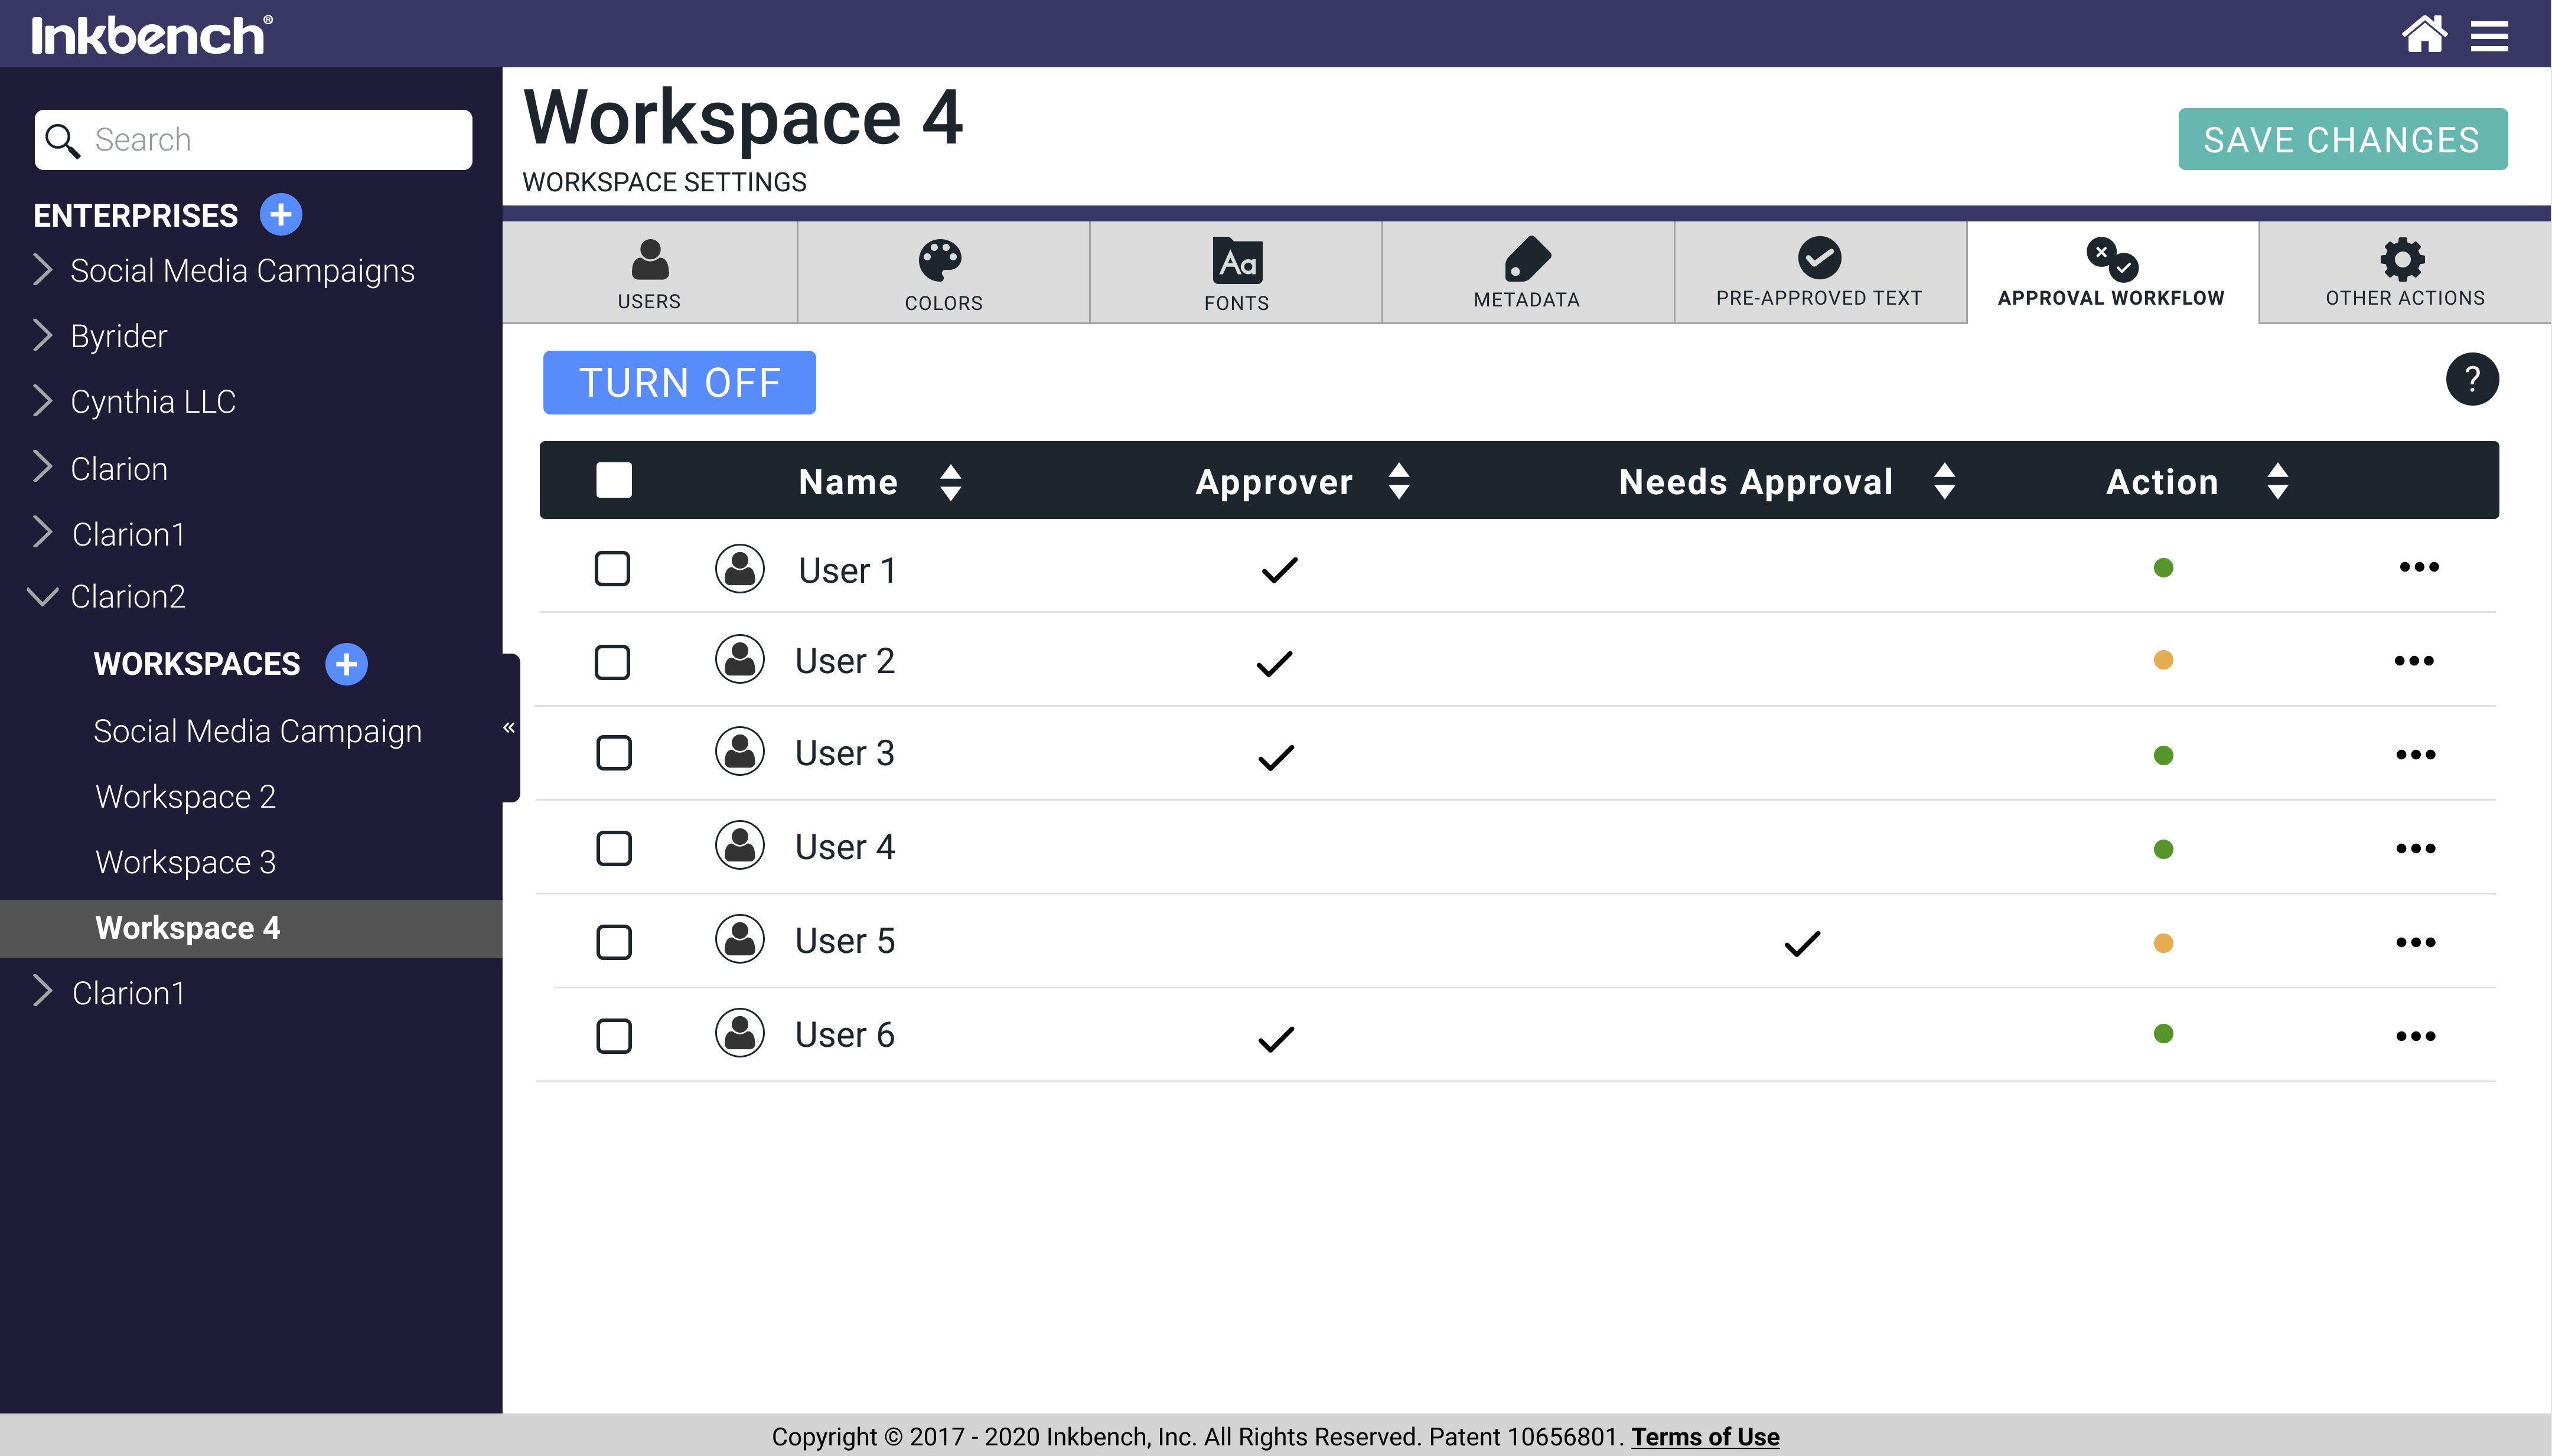 Inkbench®
Search
ENTERPRISES
Social Media Campaigns
Byrider
Cynthia LLC
Clarion
Clarion1
Clarion2
WORKSPACES
Social Media Campaign
Workspace 2
Workspace 3
Workspace 4
Clarion1
Workspace 4
WORKSPACE SETTINGS
SAVE CHANGES
USERS
COLORS
Aa
FONTS
METADATA
PRE-APPROVED TEXT
APPROVAL WORKFLOW
OTHER ACTIONS
TURN OFF
?
Name Approver Needs Approval Action
User 1
User 2
User 3
User 4
User 5
User 6
Copyright © 2017 - 2020 Inkbench, Inc. All Rights Reserved. Patent 10656801. Terms of Use